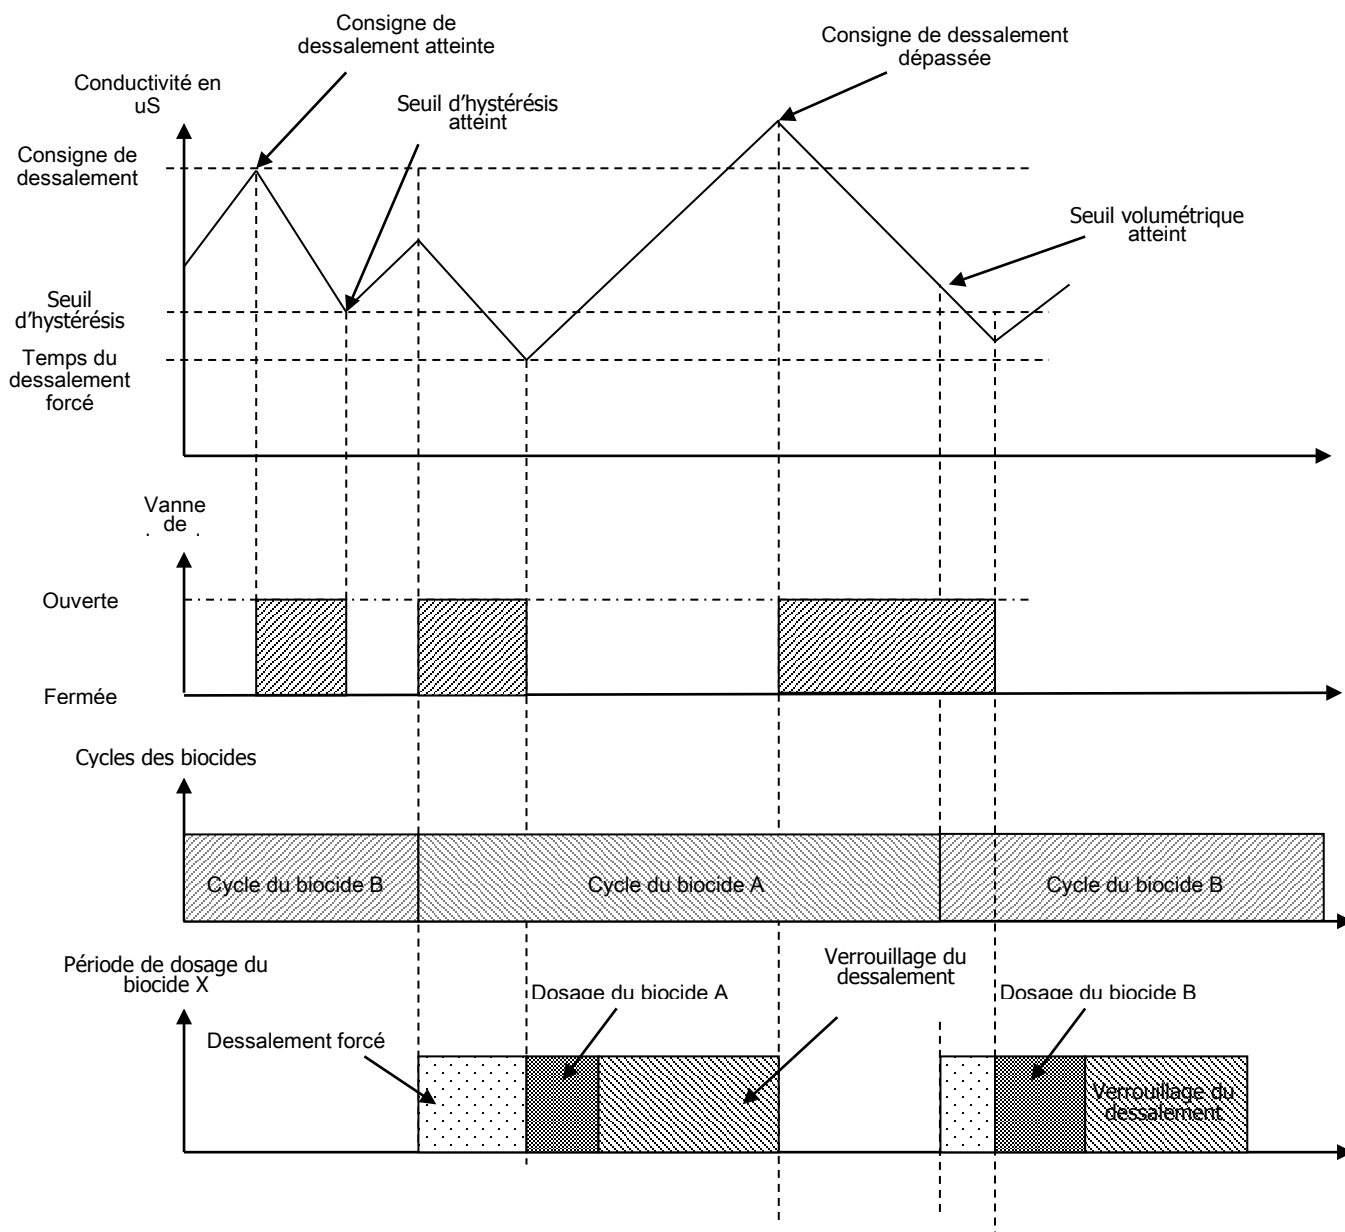 Consigne de
dessalement atteinte
Consigne de dessalement
dépassée
Conductivité en
uS
Seuil d'hystérésis
atteint
Consigne de
dessalement
Seuil volumétrique
atteint
Seuil
d'hystérésis
Temps du
dessalement
forcé
Vanne
de
Ouverte
Fermée
Cycles des biocides
Cycle du biocide B
Cycle du biocide A
Cycle du biocide B
Période de dosage du
biocide X
Verrouillage du
dessalement
Dosage du biocide A
Dosage du biocide B
Dessalement forcé
Verrouillage du
dessalement